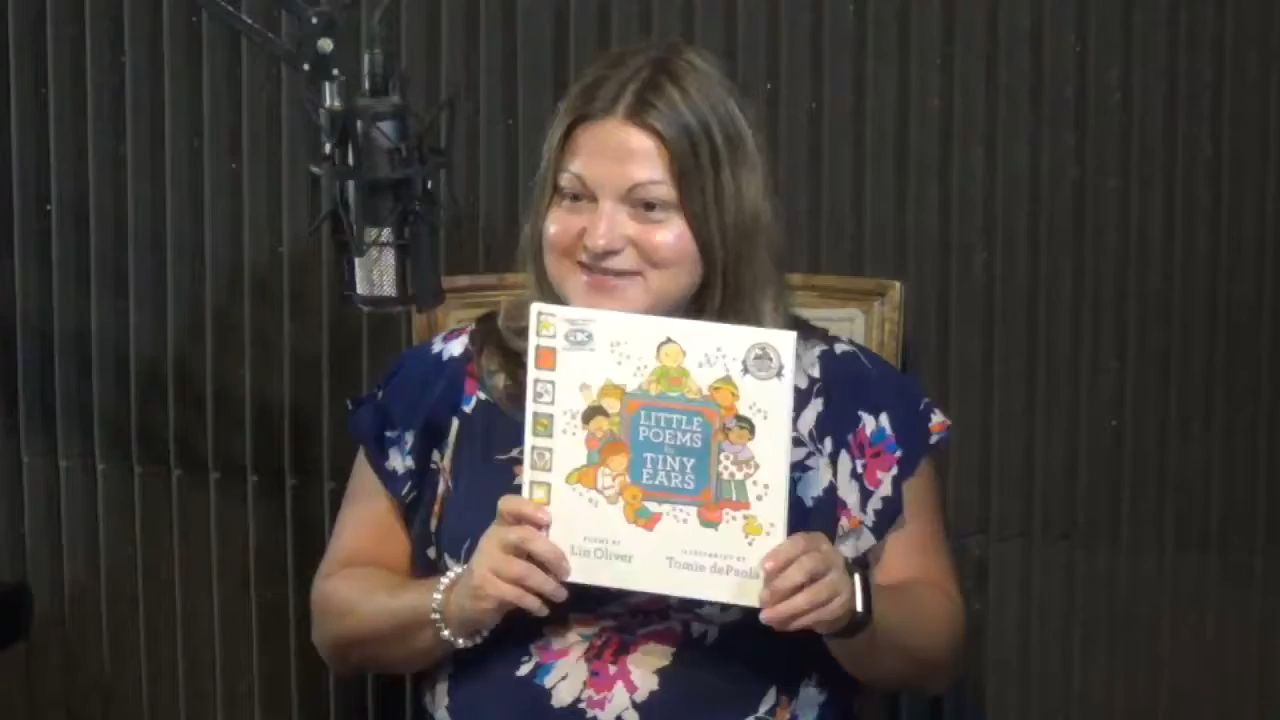 LITTLE
POEMS
for
TINY
EARS
POEMS BY
Lin Oliver
ILLUSTRATED BY
Tomie dePaola